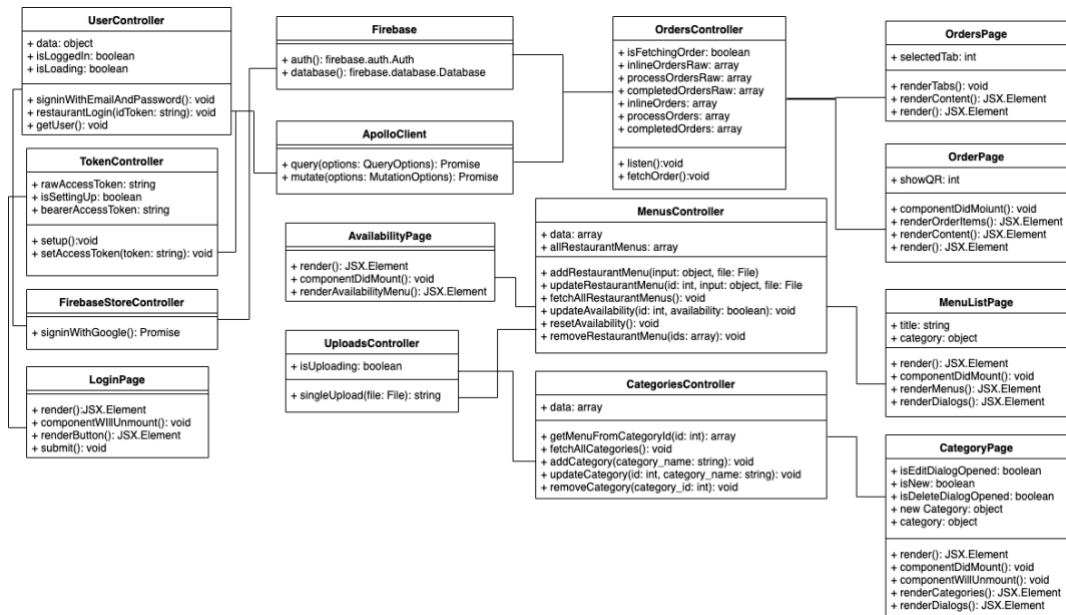 UserController
+ data: object
+ isLoggedIn: boolean
+ isLoading: boolean
+ signinWithEmailAndPassword(): void
+ restaurantLogin(idToken: string): void
+ getUser(): void
TokenController
+ rawAccessToken: string
+ isSettingUp: boolean
+ bearerAccessToken: string
+ setup():void
+ setAccessToken(token: string): void
FirebaseStoreController
+ signinWithGoogle(): Promise
LoginPage
+ render():JSX.Element
+ componentWIllUnmount(): void
+ renderButton(): JSX.Element
+ submit(): void
Firebase
+ auth(): firebase.auth.Auth
+ database(): firebase.database.Database
ApolloClient
+ query(options: QueryOptions): Promise
+ mutate(options: MutationOptions): Promise
AvailabilityPage
+ render(): JSX.Element
+ componentDidMount(): void
+ renderAvailabilityMenu(): JSX.Element
UploadsController
+ isUploading: boolean
+ singleUpload(file: File): string
OrdersController
+ isFetchingOrder: boolean
+ inlineOrdersRaw: array
+ processOrdersRaw: array
+ completedOrdersRaw: array
+ inlineOrders: array
+ processOrders: array
+ completedOrders: array
+ listen():void
+ fetchOrder():void
MenusController
+ data: array
+ allRestaurantMenus: array
+ addRestaurantMenu(input: object, file: File)
+ updateRestaurantMenu(id: int, input: object, file: File
+ fetchAllRestaurantMenus(): void
+ updateAvailability(id: int, availability: boolean): void
+ resetAvailability(): void
+ removeRestaurantMenu(ids: array): void
CategoriesController
+ data: array
+ getMenuFromCategoryId(id: int): array
+ fetchAllCategories(): void
+ addCategory(category_name: string): void
+ updateCategory(id: int, category_name: string): void
+ removeCategory(category_id: int): void
OrdersPage
+ selectedTab: int
+ renderTabs(): void
+ renderContent(): JSX.Element
+ render(): JSX.Element
OrderPage
+ showQR: int
+ componentDidMoiunt(): void
+ renderOrderItems(): JSX.Element
+ renderContent(): JSX.Element
+ render(): JSX.Element
MenuListPage
+ title: string
+ category: object
+ render(): JSX.Element
+ componentDidMount(): void
+ renderMenus(): JSX.Element
+ renderDialogs(): JSX.Element
CategoryPage
+ isEditDialogOpened: boolean
+ isNew: boolean
+ isDeleteDialogOpened: boolean
+ new Category: object
+ category: object
+ render(): JSX.Element
+ componentDidMount(): void
+ componentWillUnmount(): void
+ renderCategories(): JSX.Element
+ renderDialogs(): JSX.Element